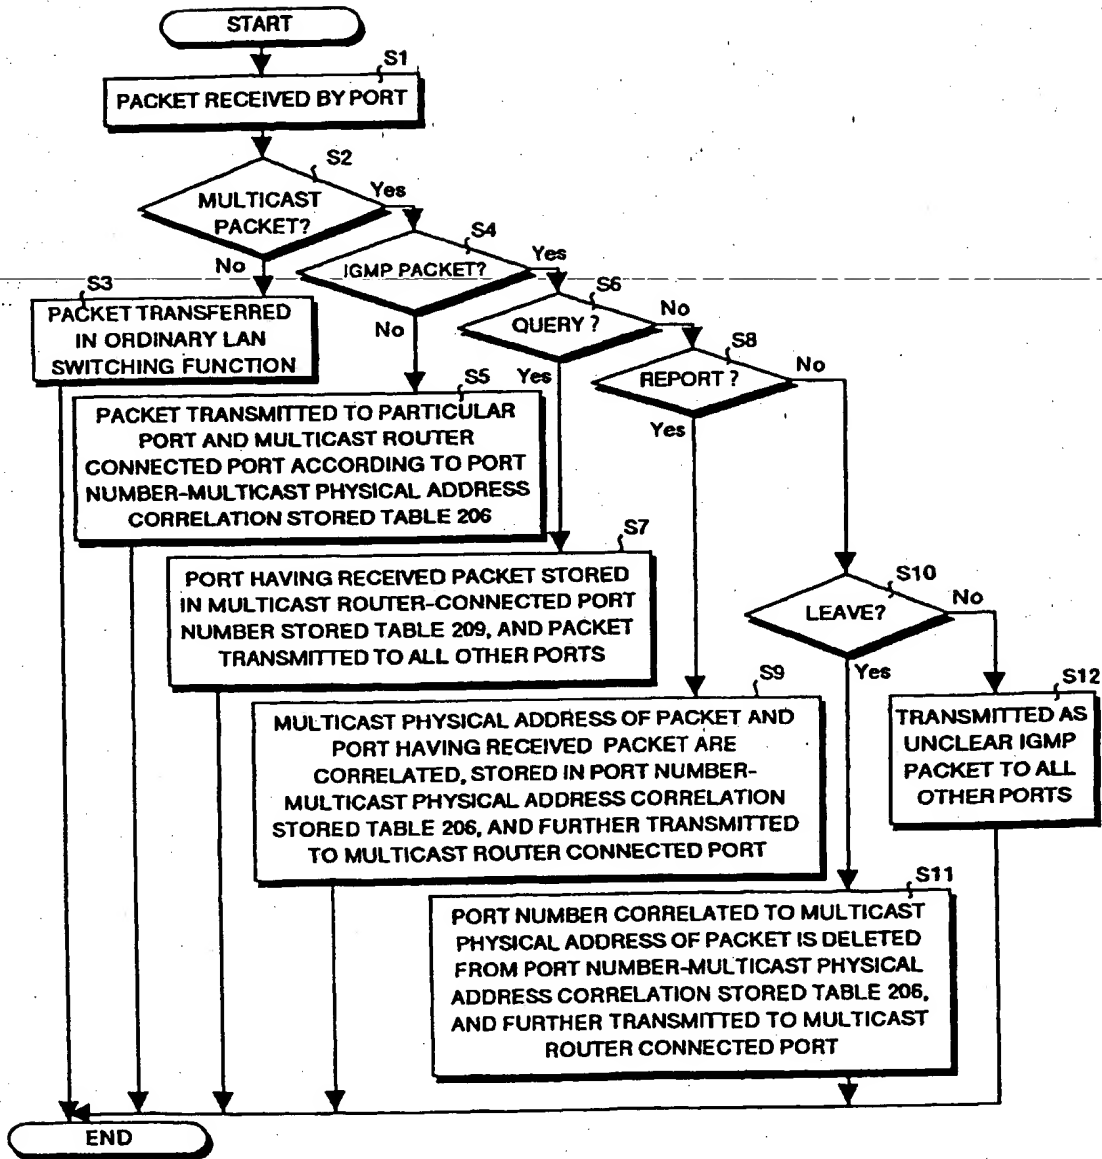 START
S1
PACKET RECEIVED BY PORT
S2
MULTICAST
PACKET?
Yes
No
S4
IGMP PACKET?
Yes
No
S3
PACKET TRANSFERRED
IN ORDINARY LAN
SWITCHING FUNCTION
S6
QUERY ?
No
Yes
S8
REPORT ?
No
Yes
S5
PACKET TRANSMITTED TO PARTICULAR
PORT AND MULTICAST ROUTER
CONNECTED PORT ACCORDING TO PORT
NUMBER-MULTICAST PHYSICAL ADDRESS
CORRELATION STORED TABLE 206
S7
PORT HAVING RECEIVED PACKET STORED
IN MULTICAST ROUTER-CONNECTED PORT
NUMBER STORED TABLE 209, AND PACKET
TRANSMITTED TO ALL OTHER PORTS
S10
LEAVE?
No
Yes
S9
MULTICAST PHYSICAL ADDRESS OF PACKET AND
PORT HAVING RECEIVED PACKET ARE
CORRELATED, STORED IN PORT NUMBER-
MULTICAST PHYSICAL ADDRESS CORRELATION
STORED TABLE 206, AND FURTHER TRANSMITTED
TO MULTICAST ROUTER CONNECTED PORT
S12
TRANSMITTED AS
UNCLEAR IGMP
PACKET TO ALL
OTHER PORTS
S11
PORT NUMBER CORRELATED TO MULTICAST
PHYSICAL ADDRESS OF PACKET IS DELETED
FROM PORT NUMBER-MULTICAST PHYSICAL
ADDRESS CORRELATION STORED TABLE 206,
AND FURTHER TRANSMITTED TO MULTICAST
ROUTER CONNECTED PORT
END